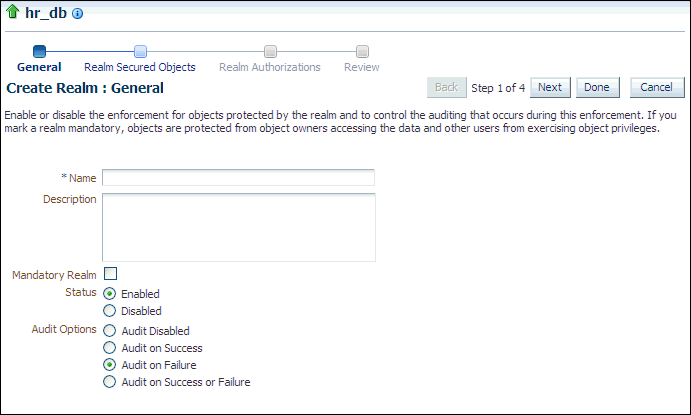 hr_db
General Realm Secured Objects Realm Authorizations Review
Create Realm : General Back Step 1 of 4 Next Done Cancel
Enable or disable the enforcement for objects protected by the realm and to control the auditing that occurs during this enforcement. If you
mark a realm mandatory, objects are protected from object owners accessing the data and other users from exercising object privileges.
* Name
Description
Mandatory Realm
Status Enabled
Disabled
Audit Options Audit Disabled
Audit on Success
Audit on Failure
Audit on Success or Failure